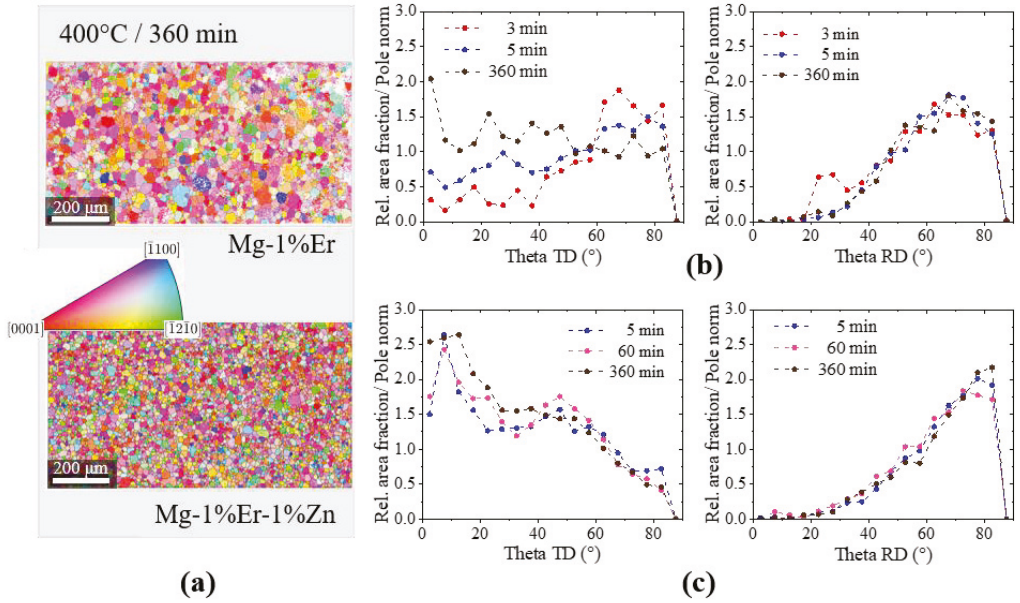 400°C / 360 min
200 μm
Mg-1%Er
[1̄100]
[0001]
[1̄21̄0]
200 μm
Mg-1%Er-1%Zn
(a)
Rel. area fraction/ Pole norm
3.0
2.5
2.0
1.5
1.0
0.5
0.0
3 min
5 min
360 min
0 20 40 60 80
Theta TD (°)
Rel. area fraction/ Pole norm
3.0
2.5
2.0
1.5
1.0
0.5
0.0
3 min
5 min
360 min
0 20 40 60 80
Theta RD (°)
(b)
Rel. area fraction/ Pole norm
3.0
2.5
2.0
1.5
1.0
0.5
0.0
5 min
60 min
360 min
0 20 40 60 80
Theta TD (°)
Rel. area fraction/ Pole norm
3.0
2.5
2.0
1.5
1.0
0.5
0.0
5 min
60 min
360 min
0 20 40 60 80
Theta RD (°)
(c)